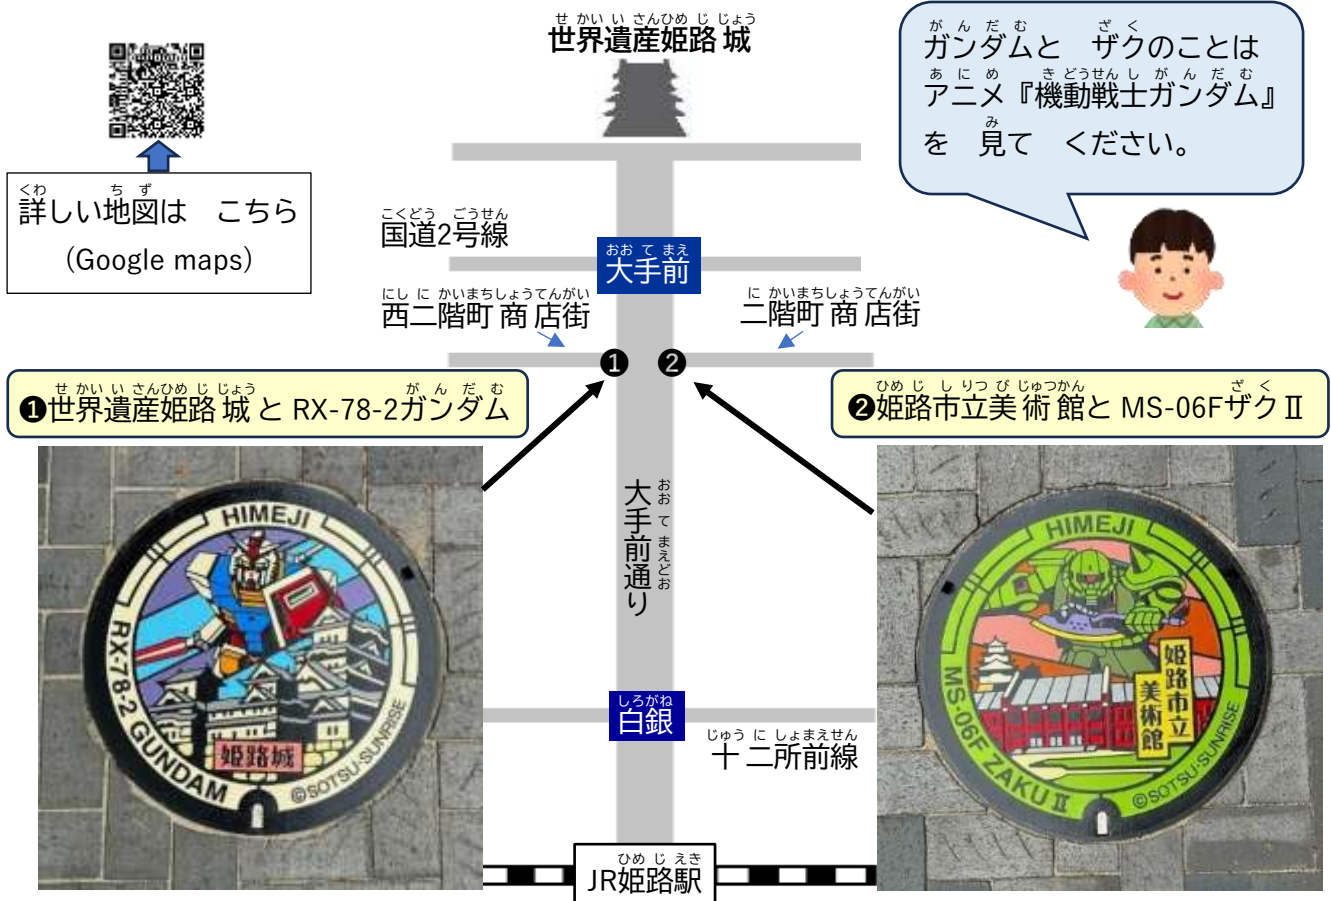 世界遺産姫路城
せかいいさんひめじじょう
ガンダムと ザクのことは
がんだむ ざく
アニメ『機動戦士ガンダム』
あにめ きどうせんしがんだむ
を 見て ください。
み
詳しい地図は こちら
くわ ちず
(Google maps)
国道2号線
こくどう ごうせん
大手前
おおてまえ
西二階町商店街
にしにかいまちしょうてんがい
二階町商店街
にかいまちしょうてんがい
❶
❷
❶世界遺産姫路城と RX-78-2ガンダム
せかいいさんひめじじょう がんだむ
❷姫路市立美術館と MS-06FザクⅡ
ひめじしりつびじゅつかん ざく
HIMEJI
姫路城
RX-78-2 GUNDAM
©SOTSU・SUNRISE
大手前通り
おおてまえどお
HIMEJI
姫路市立
美術館
MS-06F ZAKU II
©SOTSU・SUNRISE
白銀
しろがね
十二所前線
じゅうにしょまえせん
JR姫路駅
ひめじえき